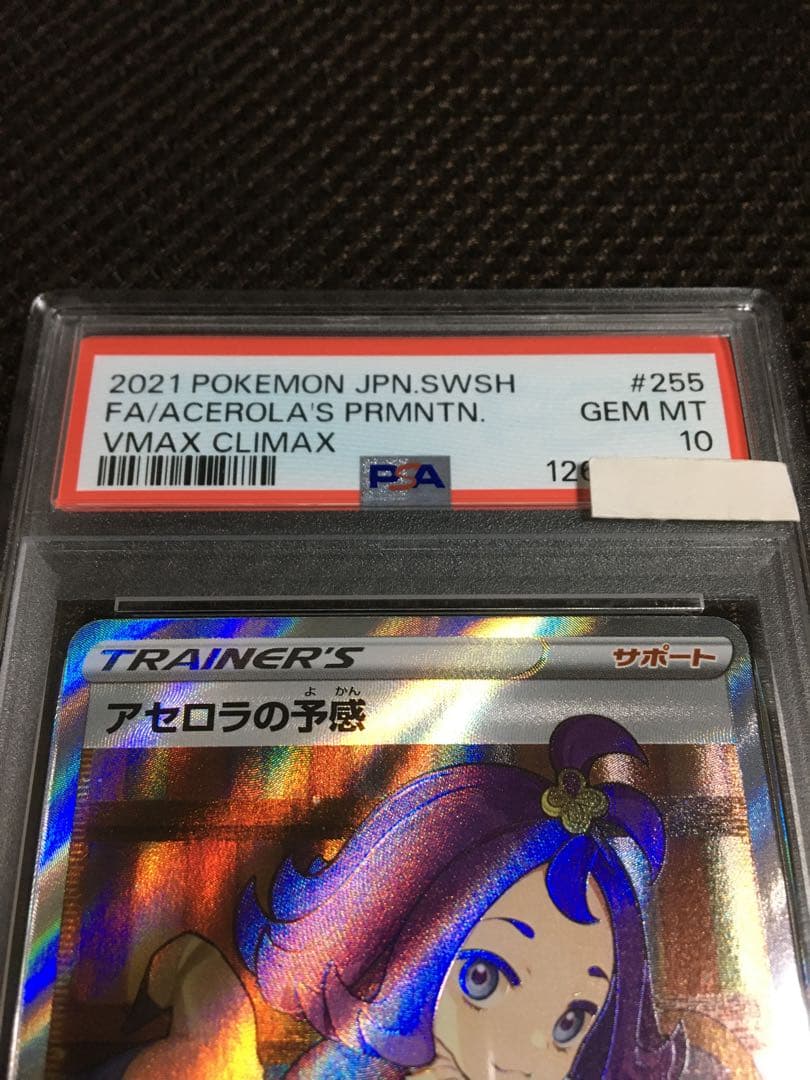 2021 POKEMON JPN.SWSH #255
FA/ACEROLA'S PRMNTN. GEM MT
VMAX CLIMAX 10
PSA 126
TRAINER'S サポート
よ かん
アセロラの予感